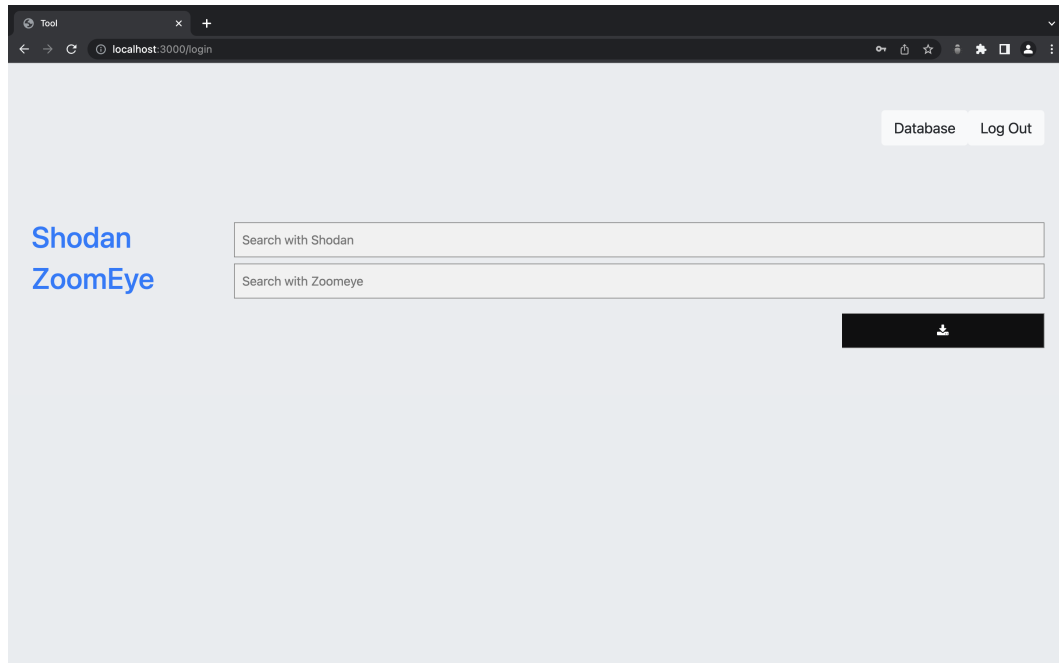 Tool
localhost:3000/login
Database Log Out
Shodan Search with Shodan
ZoomEye Search with Zoomeye